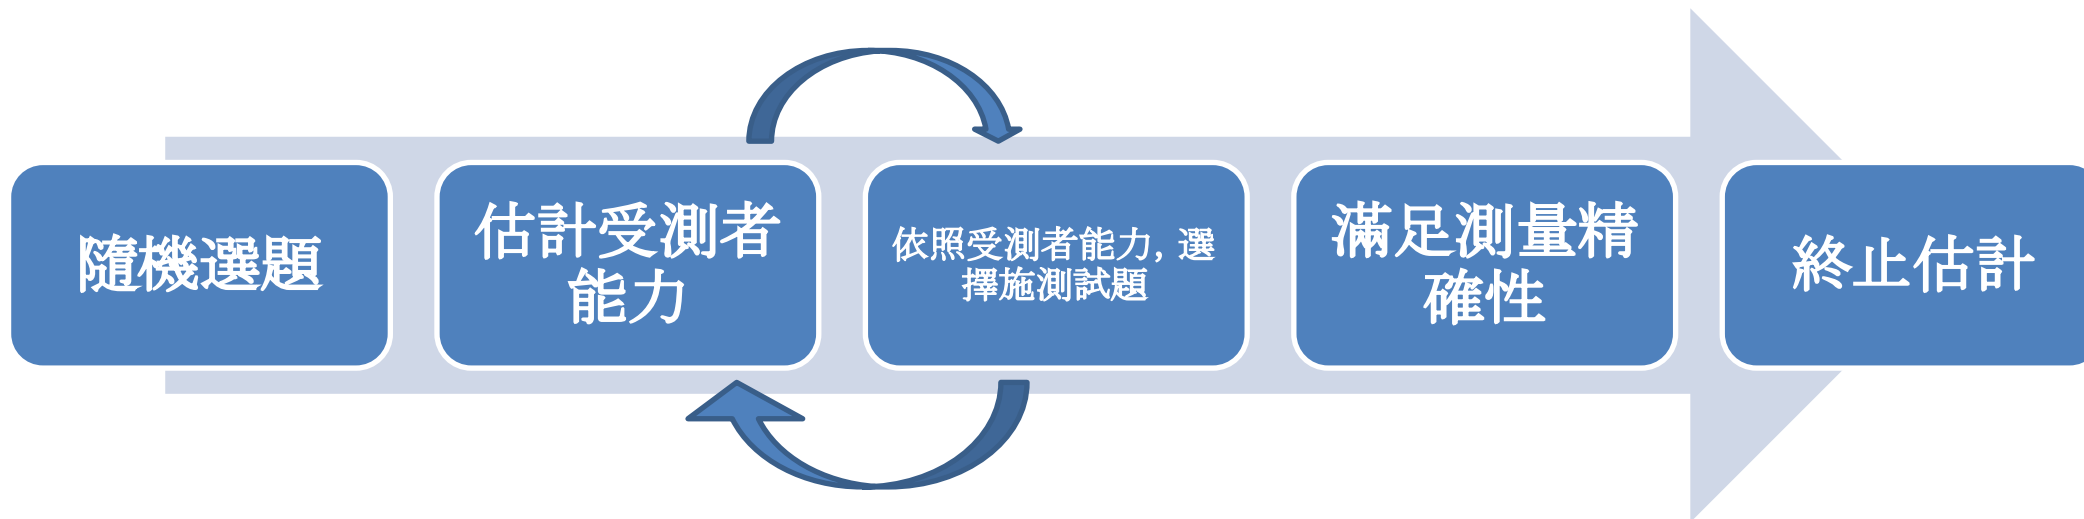 隨機選題
估計受測者
能力
依照受測者能力, 選
擇施測試題
滿足測量精
確性
終止估計